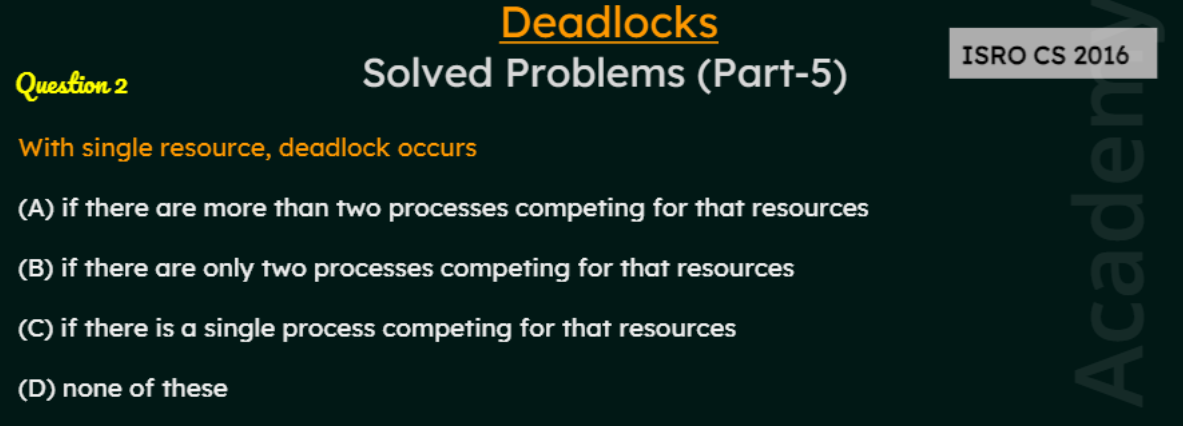 Deadlocks
Solved Problems (Part-5)
ISRO CS 2016
Question 2
With single resource, deadlock occurs
(A) if there are more than two processes competing for that resources
(B) if there are only two processes competing for that resources
(C) if there is a single process competing for that resources
(D) none of these
Academy